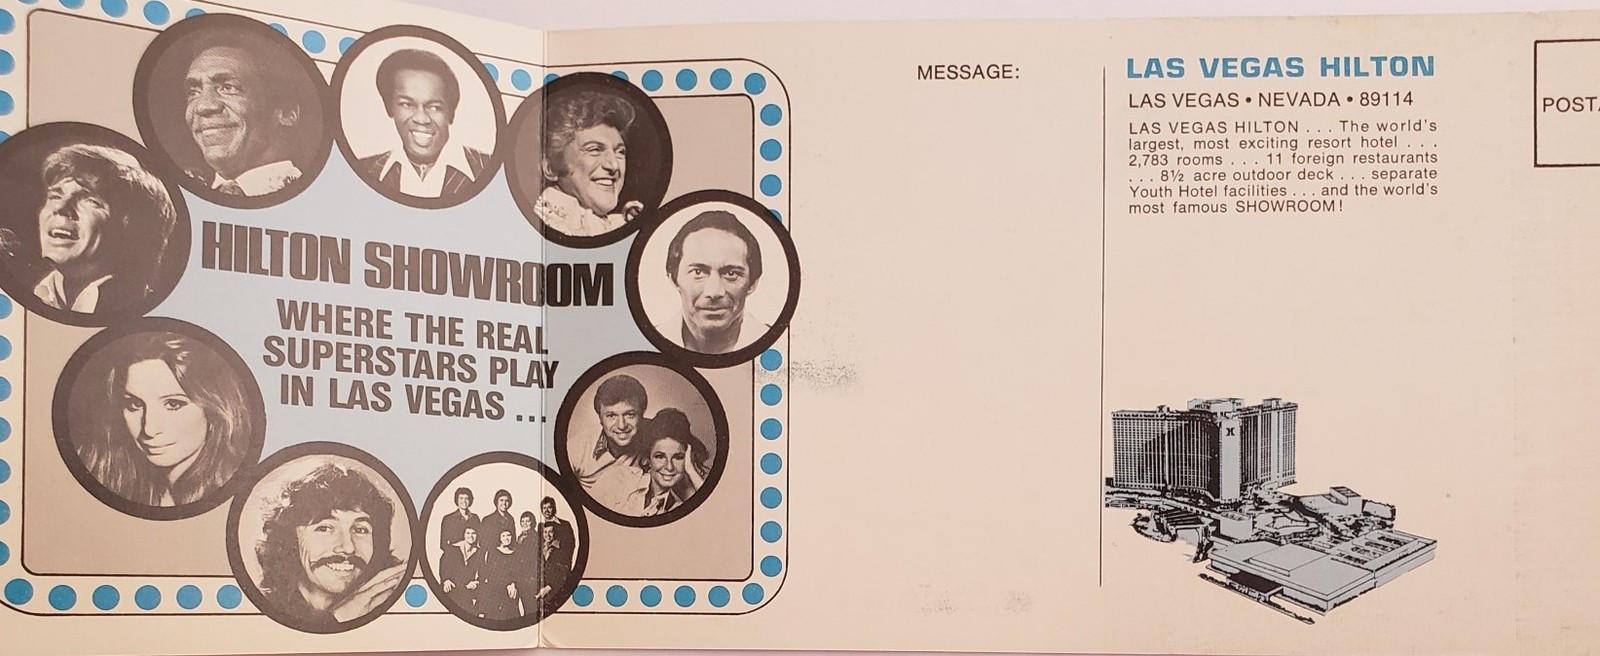 HILTON SHOWROOM
WHERE THE REAL
SUPERSTARS PLAY
IN LAS VEGAS ...
MESSAGE:
LAS VEGAS HILTON
LAS VEGAS • NEVADA • 89114
LAS VEGAS HILTON . . . The world's
largest, most exciting resort hotel . . .
2,783 rooms . . . 11 foreign restaurants
. . . 8½ acre outdoor deck . . . separate
Youth Hotel facilities . . . and the world's
most famous SHOWROOM!
POSTA